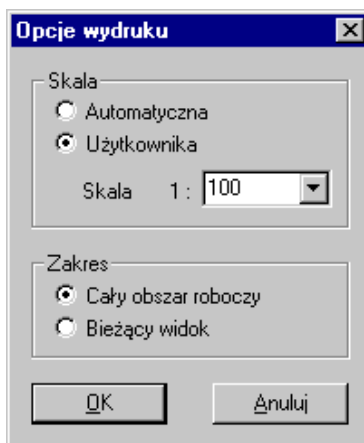 Opcje wydruku
Skala
Automatyczna
Użytkownika
Skala 1 : 100
Zakres
Cały obszar roboczy
Bieżący widok
OK Anuluj